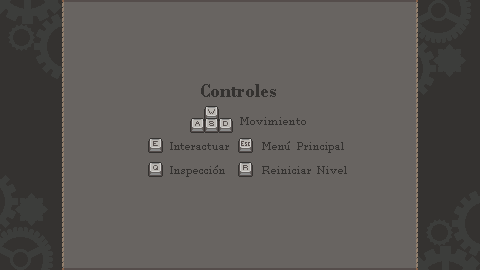 Controles
W
A S D Movimiento
E Interactuar Esc Menú Principal
Q Inspección R Reiniciar Nivel